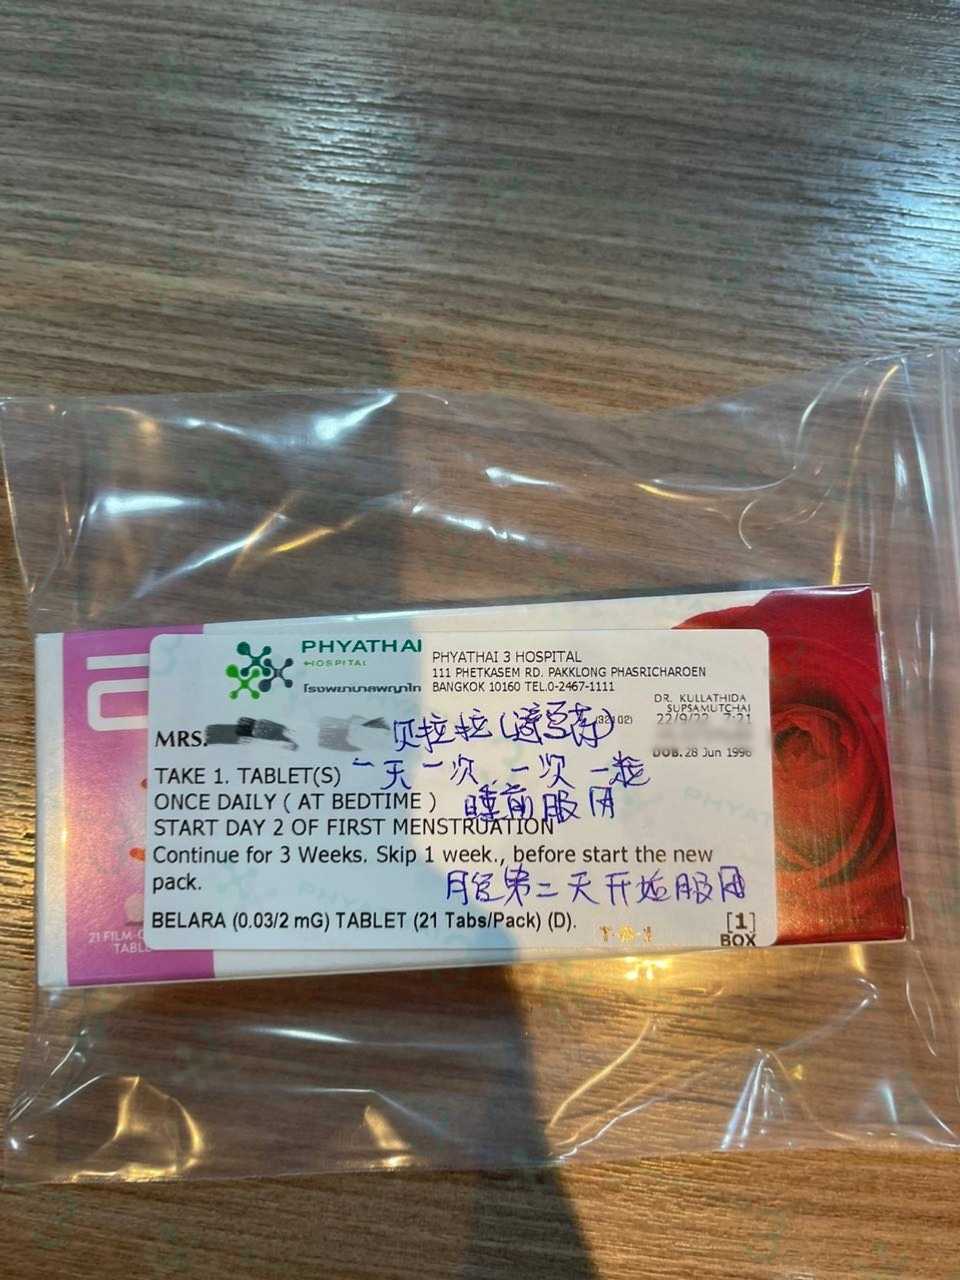 PHYATHAI
HOSPITAL
โรงพยาบาลพญาไท
PHYATHAI 3 HOSPITAL
111 PHETKASEM RD. PAKKLONG PHASRICHAROEN
BANGKOK 10160 TEL.0-2467-1111
DR. KULLATHIDA
SUPSAMUTCHAI
22/9/22 7:21
MRS.
贝拉拉(避孕药)
DOB. 28 Jun 1996
TAKE 1. TABLET(S) 一天一次,一次一粒
ONCE DAILY ( AT BEDTIME ) 睡前服用
START DAY 2 OF FIRST MENSTRUATION
Continue for 3 Weeks. Skip 1 week., before start the new
pack. 月经第二天开始服用
BELARA (0.03/2 mG) TABLET (21 Tabs/Pack) (D).
[1]
BOX
21 FILM-